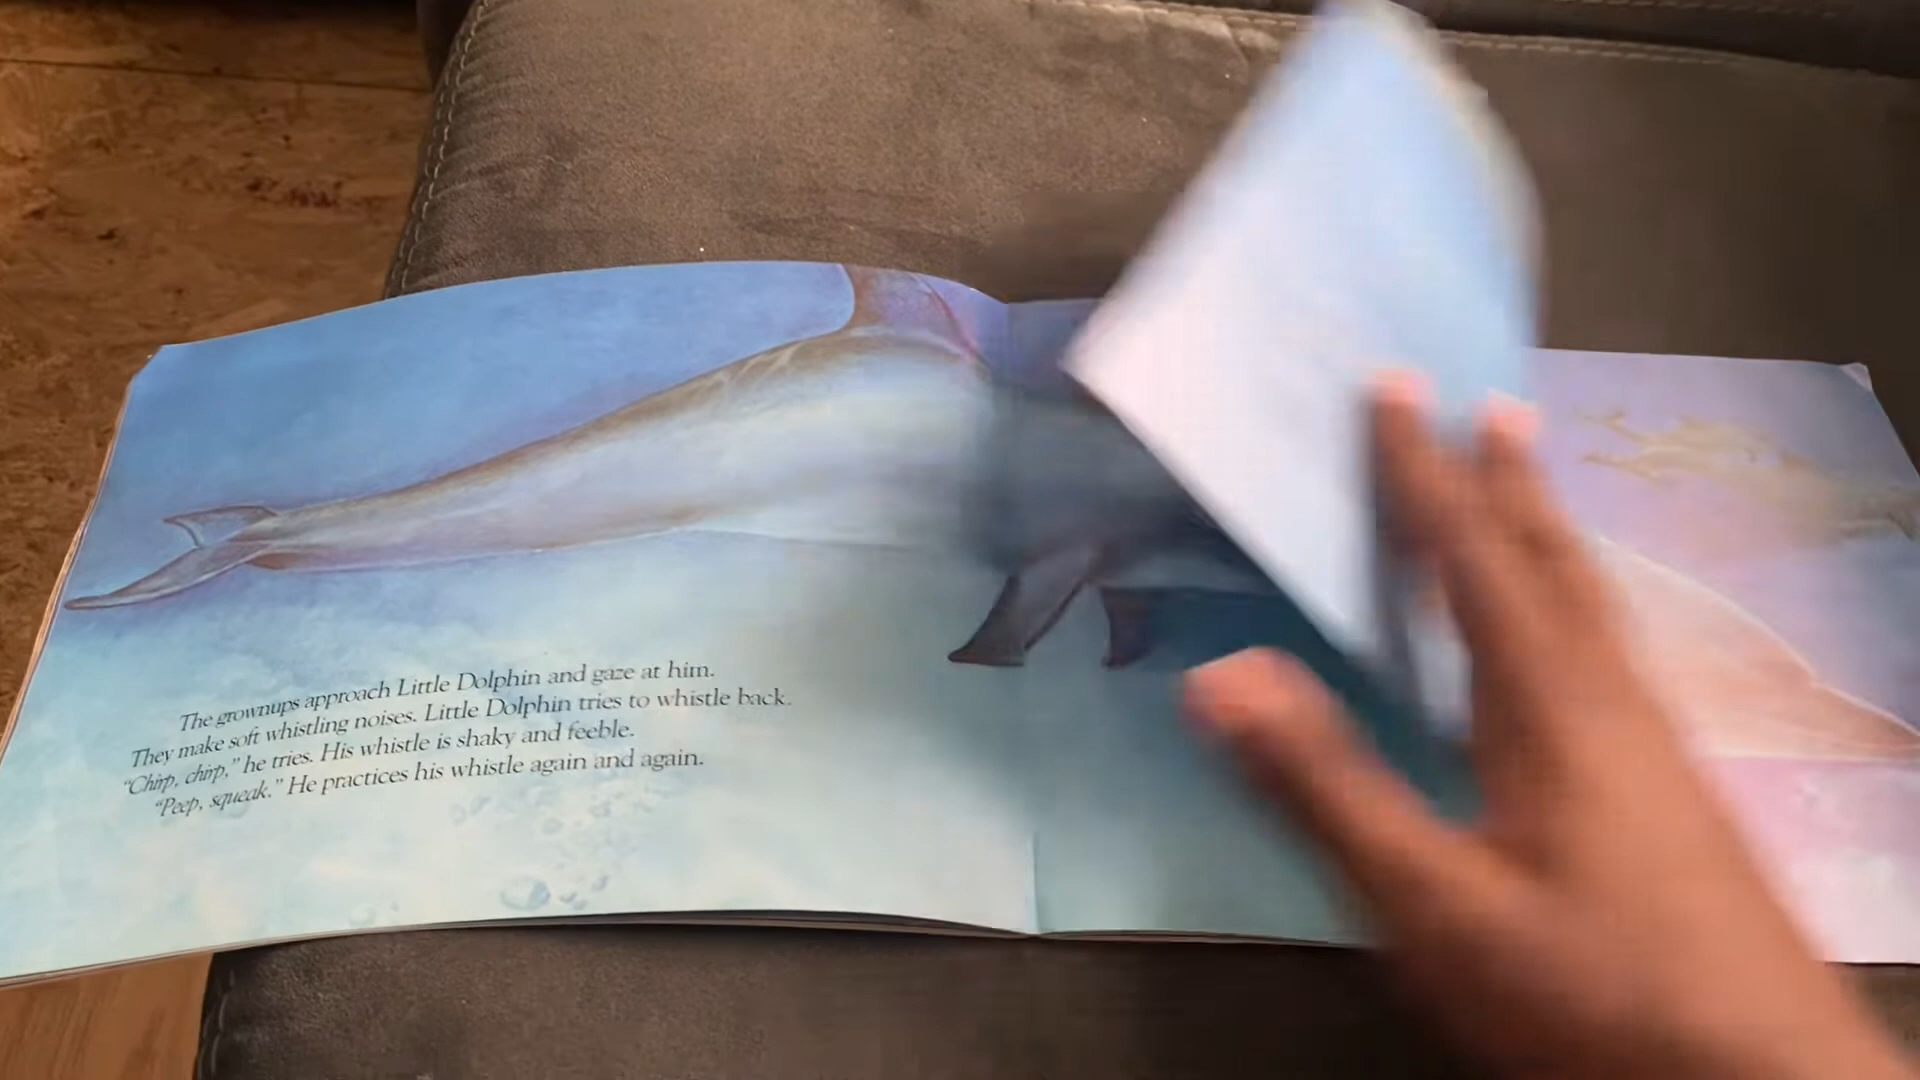 The grownups approach Little Dolphin and gaze at him.
They make soft whistling noises. Little Dolphin tries to whistle back.
“Chirp, chirp,” he tries. His whistle is shaky and feeble.
“Peep, squeak.” He practices his whistle again and again.